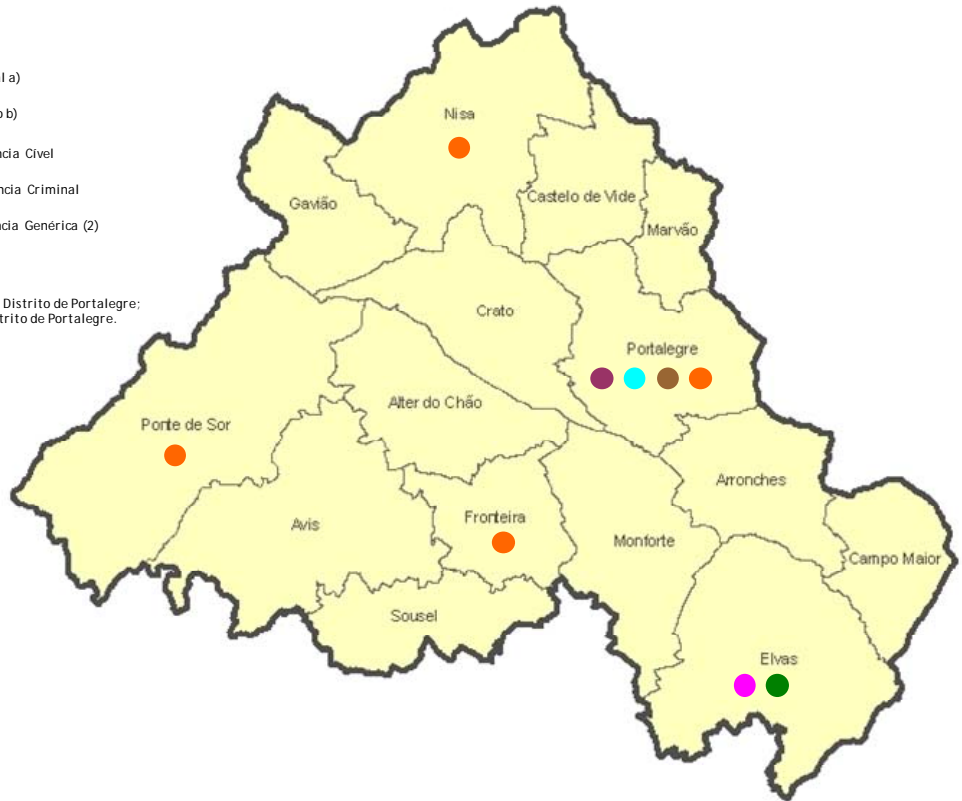 al a)
o b)
ncia Cível
ncia Criminal
ncia Genérica (2)
Distrito de Portalegre;
trito de Portalegre.
Nisa
Gavião
Castelo de Vide
Marvão
Crato
Portalegre
Alter do Chão
Ponte de Sor
Arronches
Fronteira
Avis
Monforte
Campo Maior
Sousel
Elvas